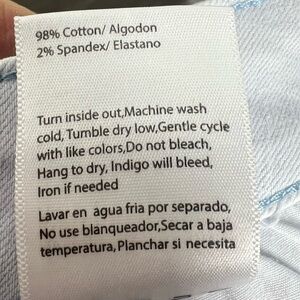 98% Cotton/ Algodon
2% Spandex/ Elastano
Turn inside out,Machine wash
cold, Tumble dry low,Gentle cycle
with like colors,Do not bleach,
Hang to dry, Indigo will bleed,
Iron if needed
Lavar en agua fria por separado,
No use blanqueador,Secar a baja
temperatura,Planchar si necesita